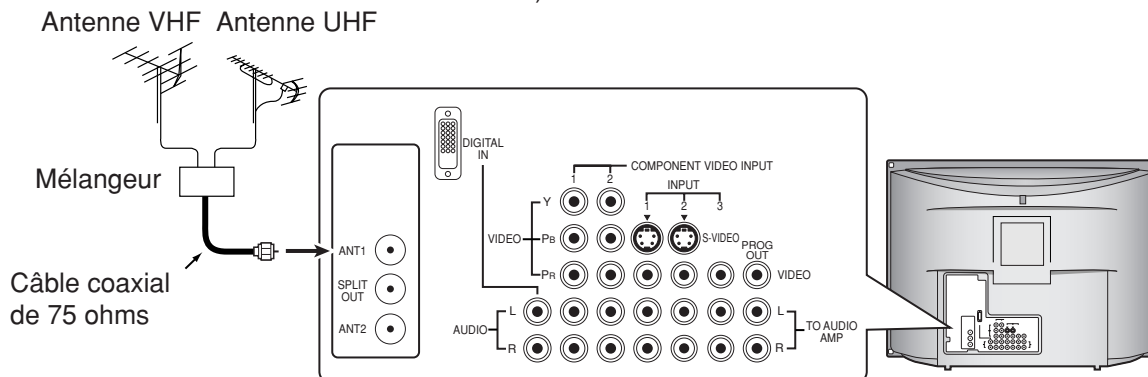 Antenne VHF Antenne UHF
Mélangeur
Câble coaxial
de 75 ohms
ANT1
SPLIT
OUT
ANT2
DIGITAL
IN
COMPONENT VIDEO INPUT
1 2
INPUT
1 2 3
Y
VIDEO
PB
S-VIDEO
PROG
OUT
PR
VIDEO
AUDIO
L
R
L
R
TO AUDIO
AMP